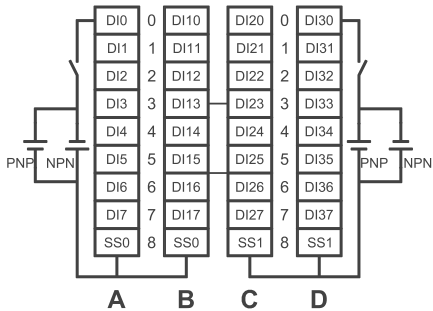 DI0 0 DI10 DI20 0 DI30
DI1 1 DI11 DI21 1 DI31
DI2 2 DI12 DI22 2 DI32
DI3 3 DI13 DI23 3 DI33
DI4 4 DI14 DI24 4 DI34
PNP NPN DI5 5 DI15 DI25 5 DI35 PNP NPN
DI6 6 DI16 DI26 6 DI36
DI7 7 DI17 DI27 7 DI37
SS0 8 SS0 SS1 8 SS1
A B C D